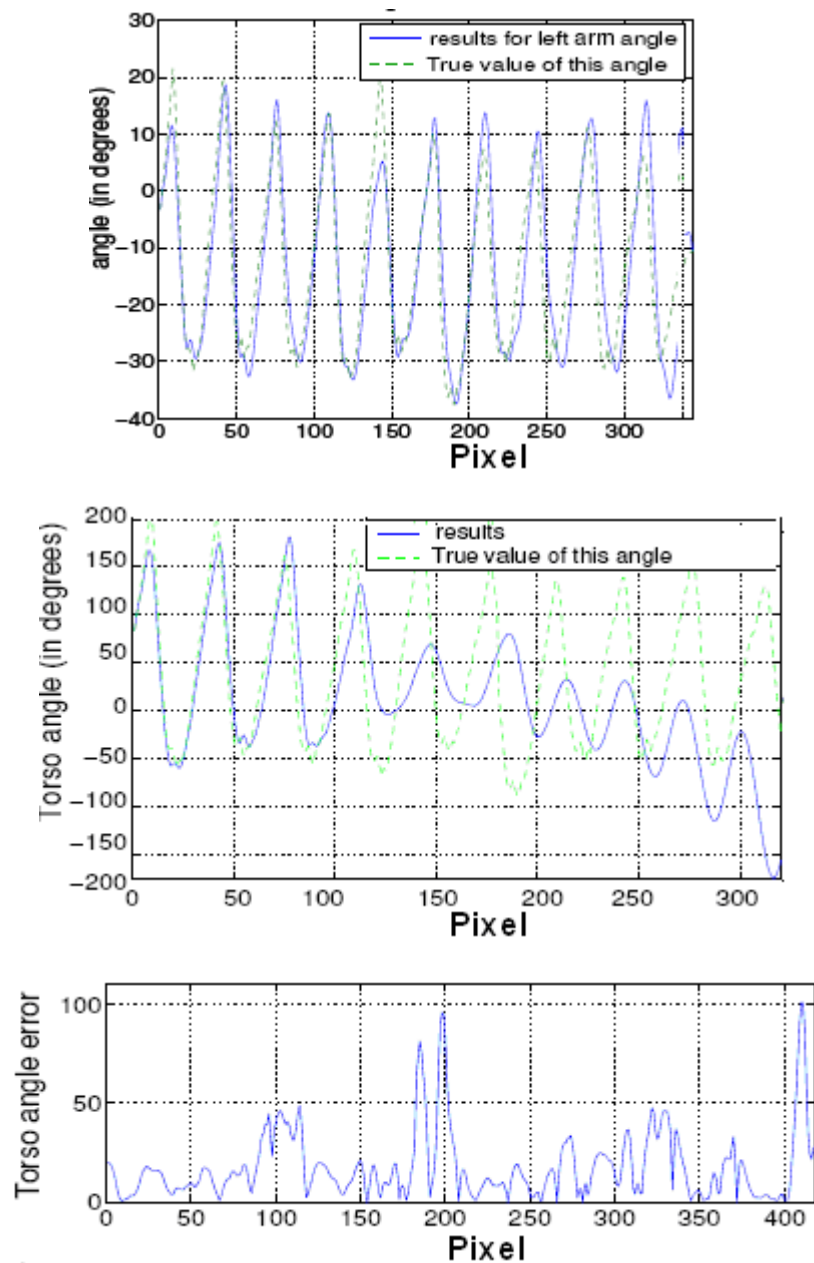 30
20
10
0
−10
−20
−30
−40
angle (in degrees)
results for left arm angle
True value of this angle
0 50 100 150 200 250 300
Pixel
200
150
100
50
0
−50
−100
−150
−200
Torso angle (in degrees)
results
True value of this angle
0 50 100 150 200 250 300
Pixel
100
50
0
Torso angle error
0 50 100 150 200 250 300 350 400
Pixel